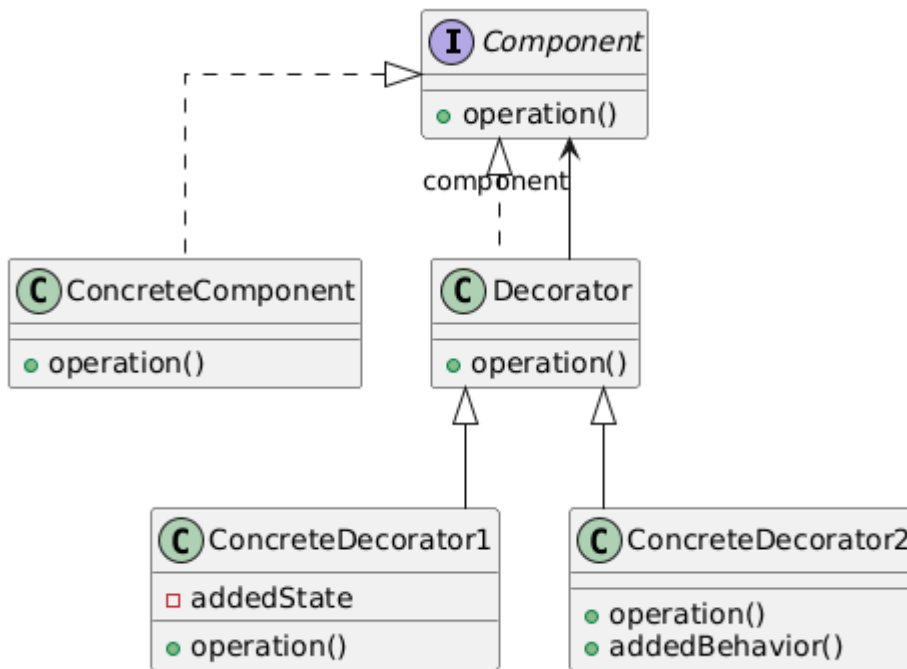 I Component
operation()
component
C ConcreteComponent
operation()
C Decorator
operation()
C ConcreteDecorator1
addedState
operation()
C ConcreteDecorator2
operation()
addedBehavior()